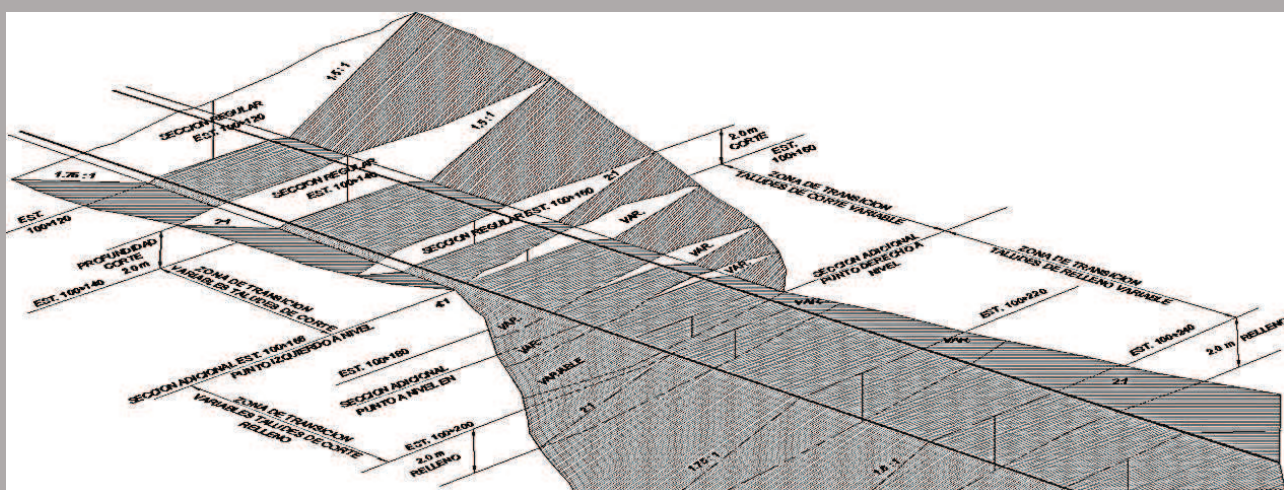 1.5 : 1
SECCION REGULAR
EST. 100+120
1.5 : 1
2.0 m
CORTE
EST.
100+160
1.75 : 1
SECCION REGULAR
EST. 100+140
2:1
ZONA DE TRANSICION
TALUDES DE CORTE VARIABLE
EST.
100+120
2:1
SECCION REGULAR EST. 100+160
VAR.
VAR.
VAR.
SECCION ADICIONAL
PUNTO DERECHO A
NIVEL
ZONA DE TRANSICION
TALUDES DE RELLENO VARIABLE
PROFUNDIDAD
CORTE
2.0 m
EST. 100+140
ZONA DE TRANSICION
VARIABLES TALUDES DE CORTE
4:1
VAR.
EST. 100+220
VAR.
EST. 100+240
RELLENO
2.0 m
SECCION ADICIONAL EST. 100+168
PUNTO IZQUIERDO A NIVEL
VAR.
EST. 100+180
VAR.
SECCION ADICIONAL
PUNTO A NIVEL EN
VARIABLE
2:1
2:1
ZONA DE TRANSICION
VARIABLES TALUDES DE CORTE
RELLENO
EST. 100+200
2.0 m
RELLENO
1.75 : 1
1.5 : 1